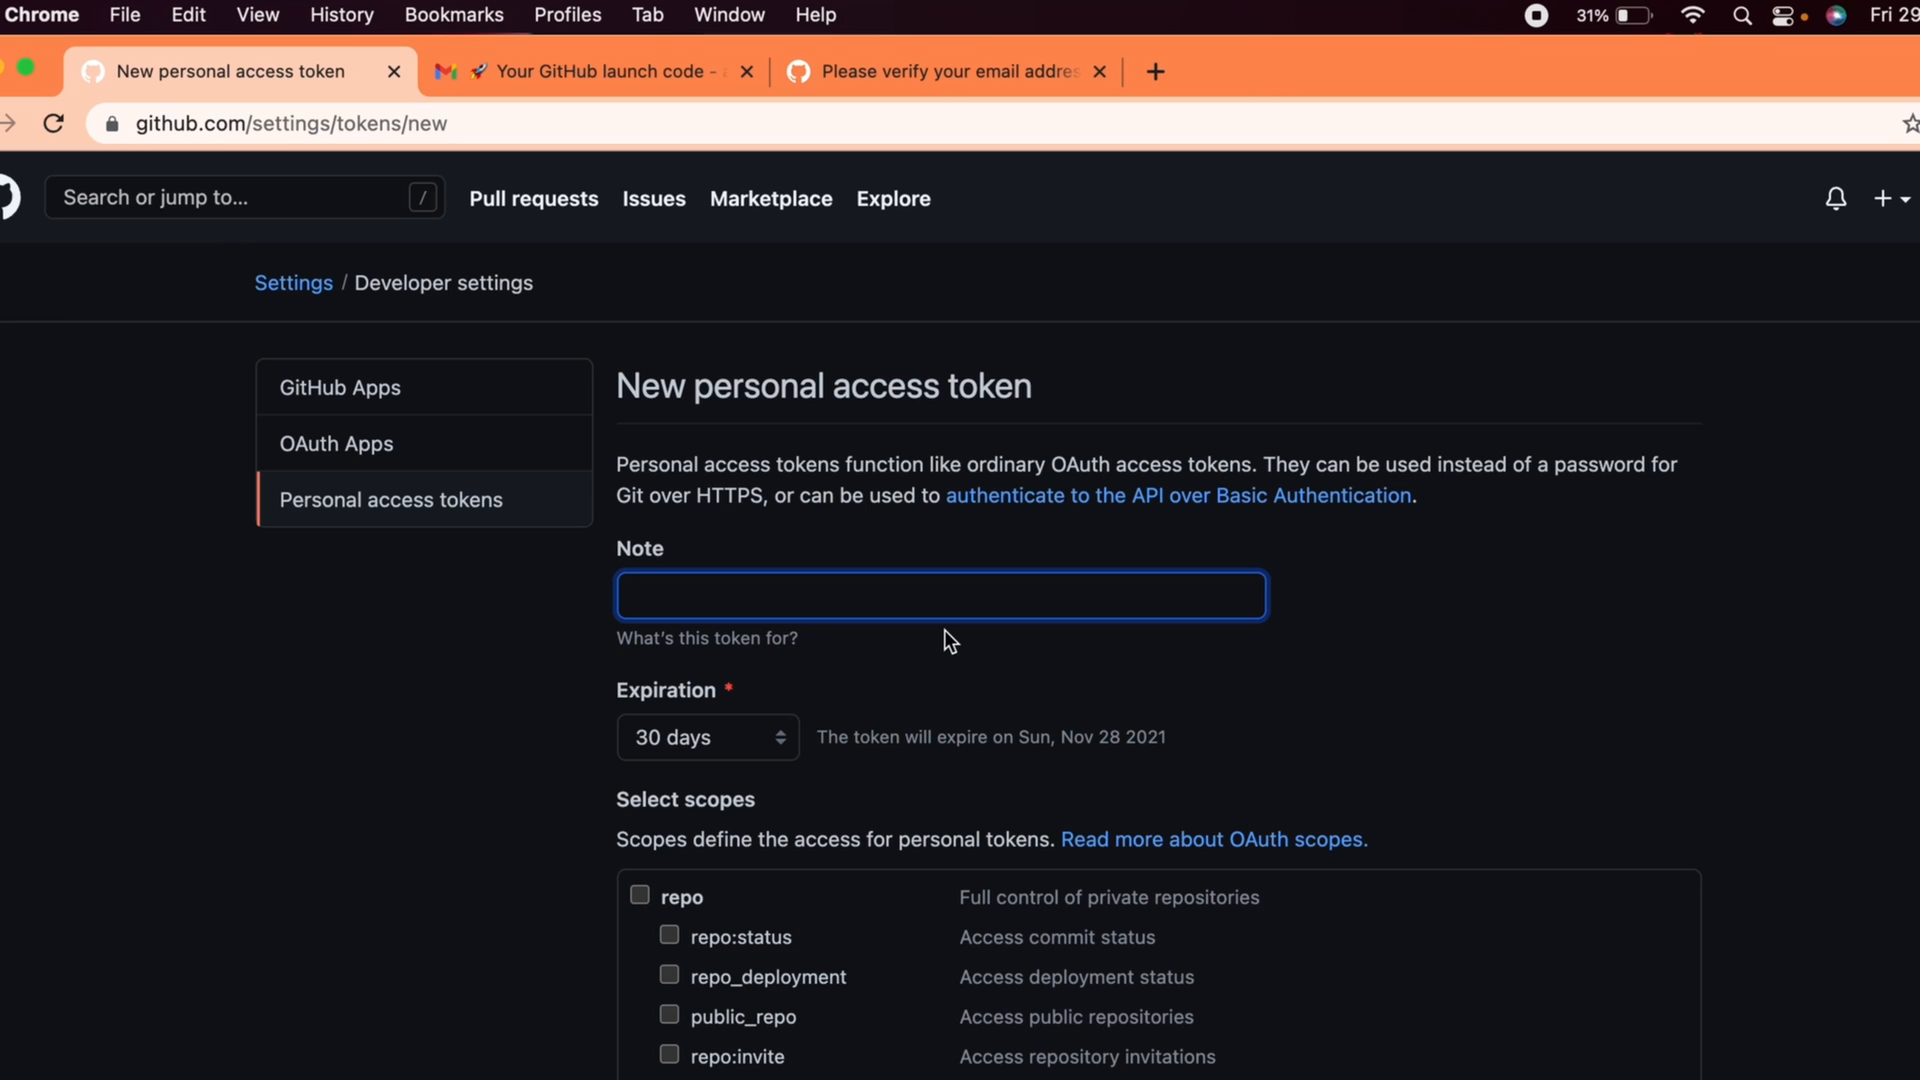 Chrome File Edit View History Bookmarks Profiles Tab Window Help 31% Fri 29
New personal access token Your GitHub launch code - Please verify your email addres
github.com/settings/tokens/new
Search or jump to... / Pull requests Issues Marketplace Explore
Settings / Developer settings
GitHub Apps
OAuth Apps
Personal access tokens
New personal access token
Personal access tokens function like ordinary OAuth access tokens. They can be used instead of a password for
Git over HTTPS, or can be used to authenticate to the API over Basic Authentication.
Note
What's this token for?
Expiration *
30 days The token will expire on Sun, Nov 28 2021
Select scopes
Scopes define the access for personal tokens. Read more about OAuth scopes.
repo Full control of private repositories
repo:status Access commit status
repo_deployment Access deployment status
public_repo Access public repositories
repo:invite Access repository invitations